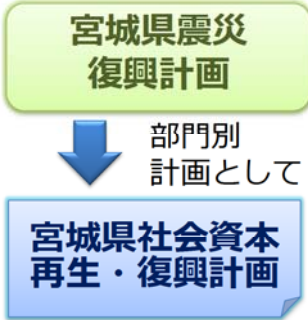 宮城県震災
復興計画
部門別
計画として
宮城県社会資本
再生・復興計画